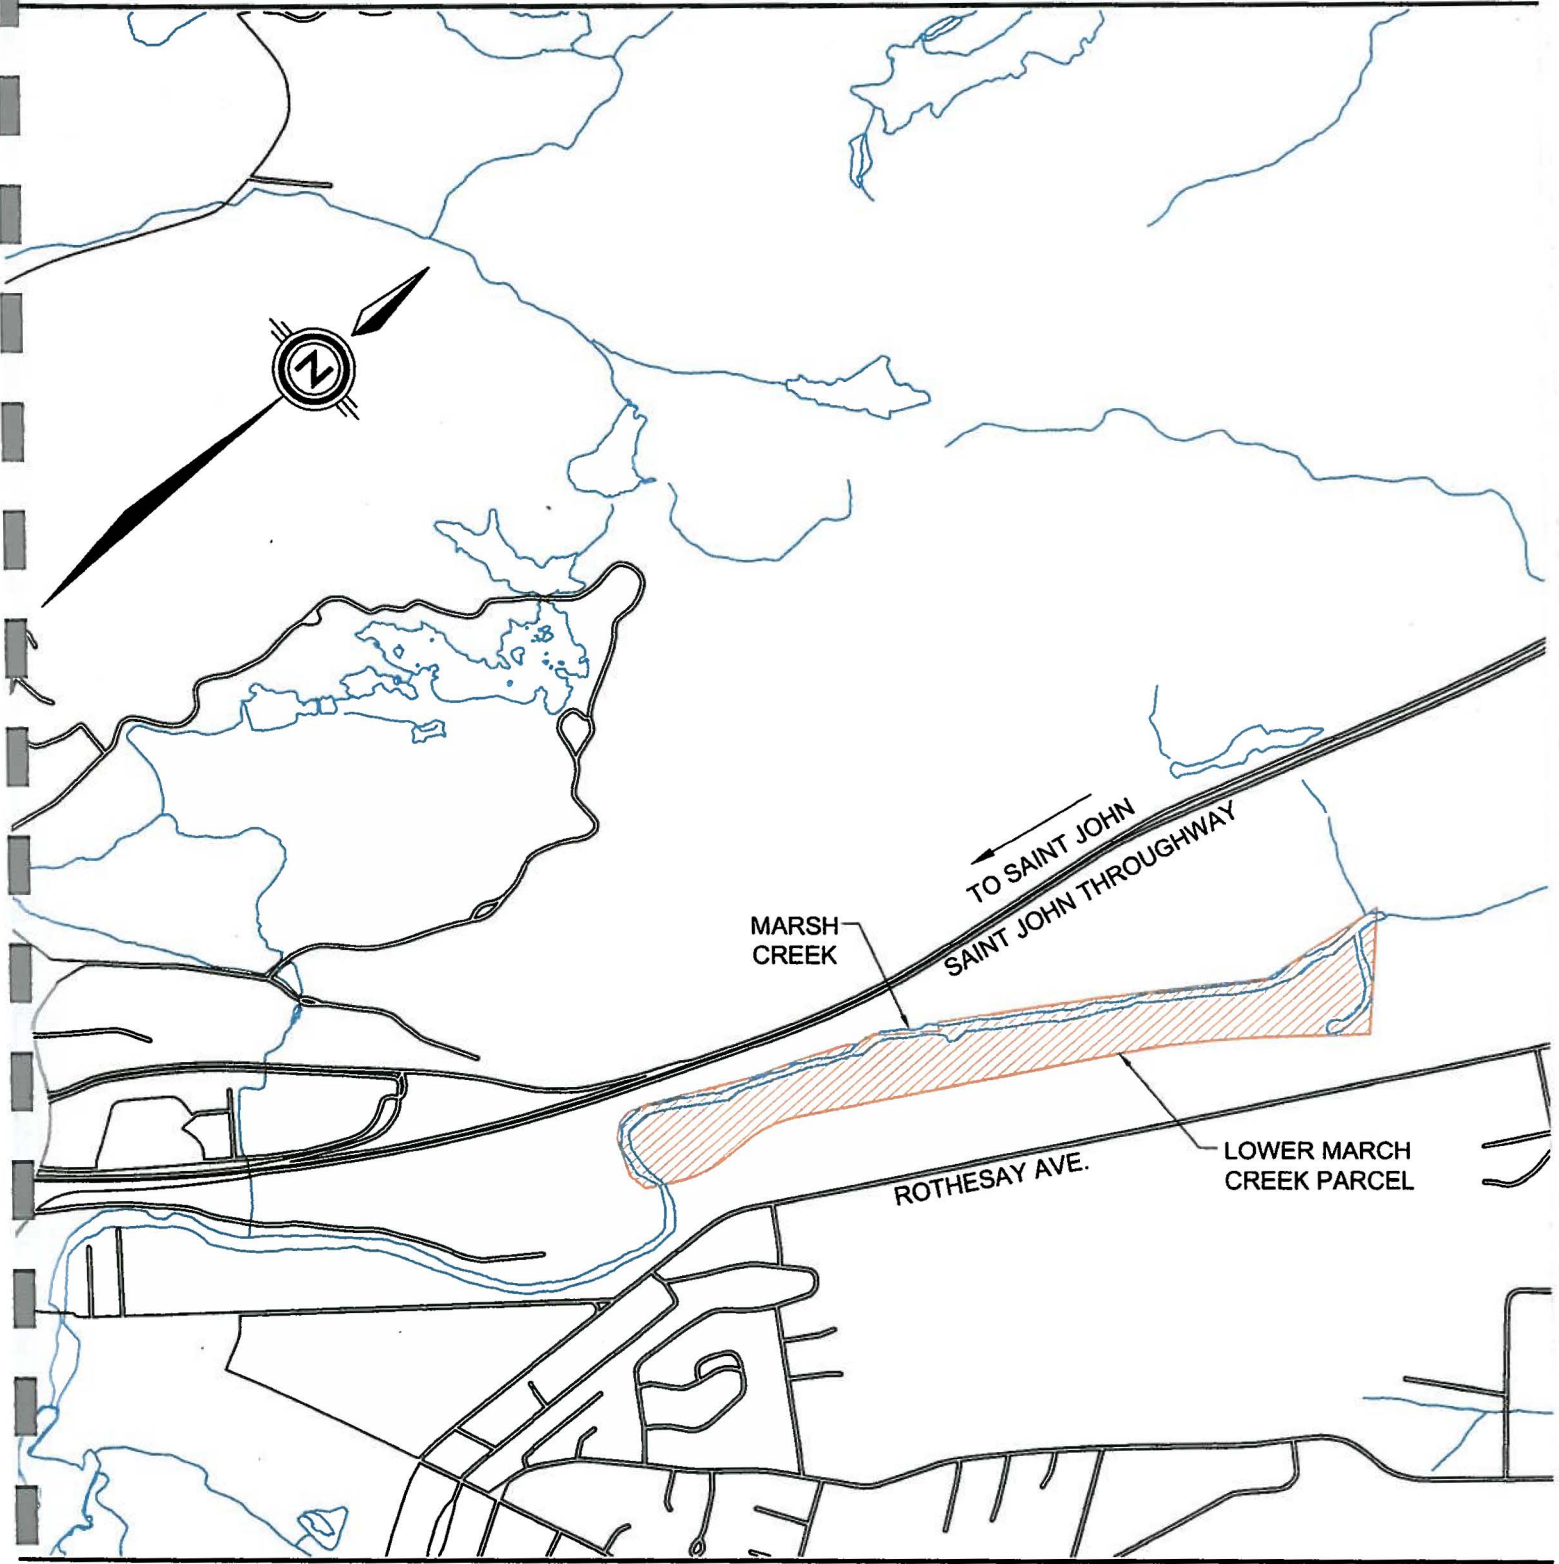 N
TO SAINT JOHN
SAINT JOHN THROUGHWAY
MARSH
CREEK
LOWER MARCH
CREEK PARCEL
ROTHESAY AVE.